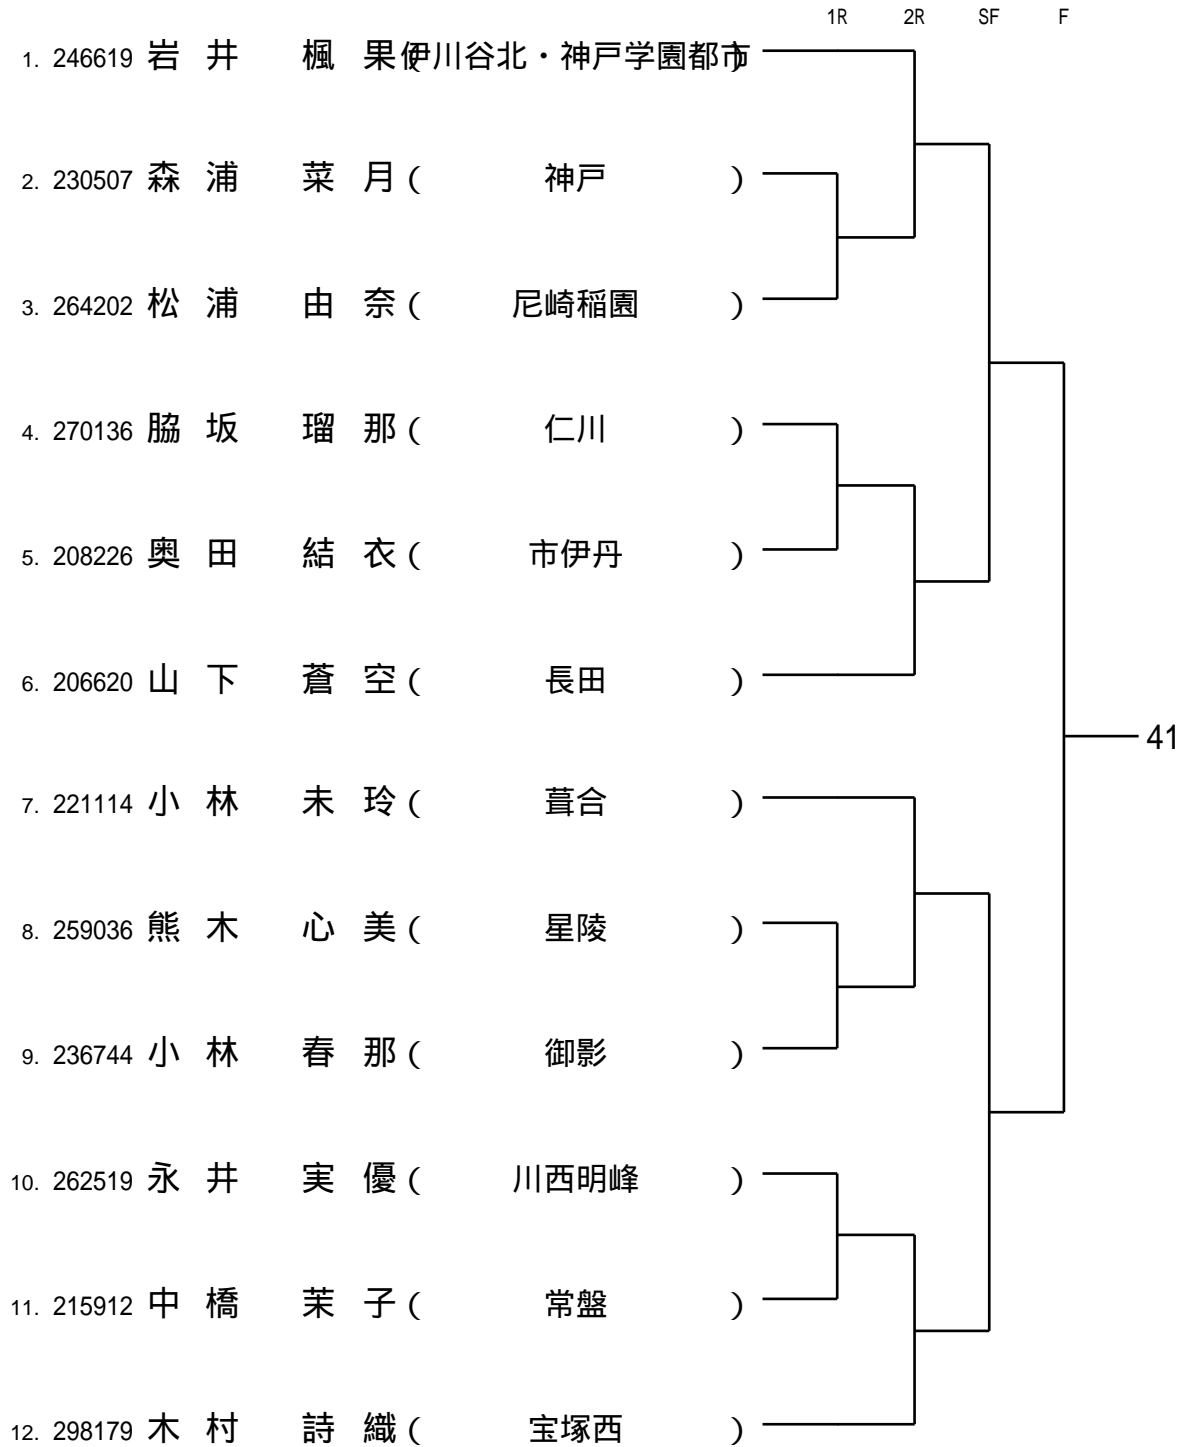 1R 2R SF F
1. 246619 岩井 楓果(伊川谷北・神戸学園都市)
2. 230507 森浦 菜月( 神戸 )
3. 264202 松浦 由奈( 尼崎稲園 )
4. 270136 脇坂 瑠那( 仁川 )
5. 208226 奥田 結衣( 市伊丹 )
6. 206620 山下 蒼空( 長田 )
41
7. 221114 小林 未玲( 葺合 )
8. 259036 熊木 心美( 星陵 )
9. 236744 小林 春那( 御影 )
10. 262519 永井 実優( 川西明峰 )
11. 215912 中橋 茉子( 常盤 )
12. 298179 木村 詩織( 宝塚西 )